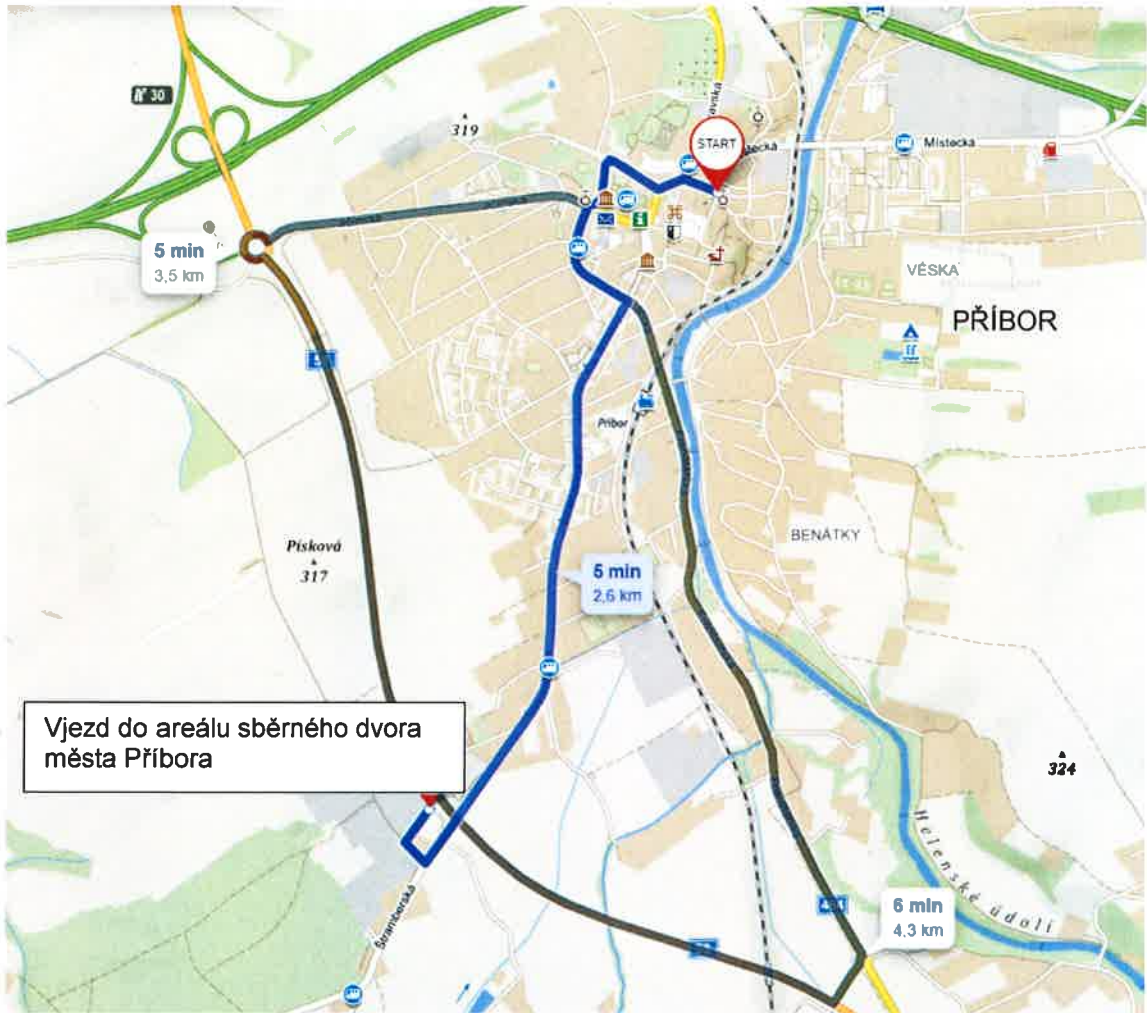 30
319
START
Místecká
5 min
3,5 km
VÉSKA
PŘÍBOR
Příbor
Písková
317
BENÁTKY
5 min
2,6 km
Vjezd do areálu sběrného dvora
města Příbora
324
Helenské údolí
6 min
4,3 km
Štramberská